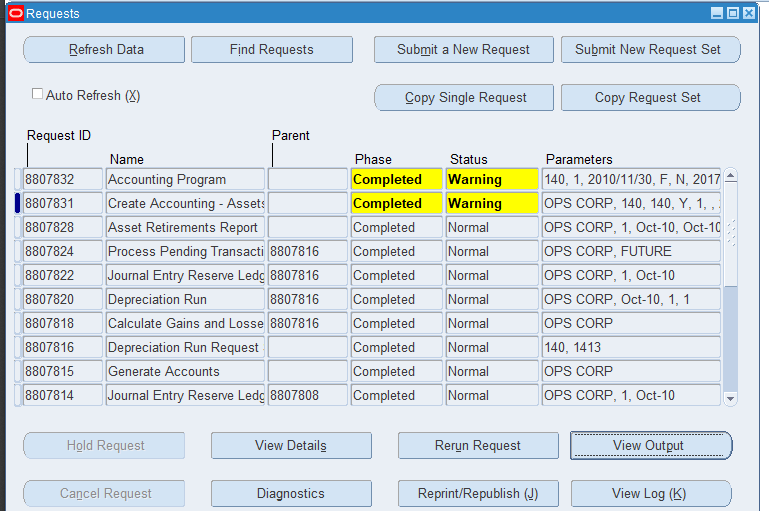 Requests
Refresh Data Find Requests Submit a New Request Submit New Request Set
Auto Refresh (X) Copy Single Request Copy Request Set
Request ID Parent
Name Phase Status Parameters
8807832 Accounting Program Completed Warning 140, 1, 2010/11/30, F, N, 2017
8807831 Create Accounting - Assets Completed Warning OPS CORP, 140, 140, Y, 1, , 
8807828 Asset Retirements Report Completed Normal OPS CORP, 1, Oct-10, Oct-10
8807824 Process Pending Transacti 8807816 Completed Normal OPS CORP, FUTURE
8807822 Journal Entry Reserve Ledg 8807816 Completed Normal OPS CORP, 1, Oct-10
8807820 Depreciation Run 8807816 Completed Normal OPS CORP, Oct-10, 1, 1
8807818 Calculate Gains and Losse 8807816 Completed Normal OPS CORP
8807816 Depreciation Run Request Completed Normal 140, 1413
8807815 Generate Accounts Completed Normal OPS CORP
8807814 Journal Entry Reserve Ledg 8807808 Completed Normal OPS CORP, 1, Oct-10
Hold Request View Details Rerun Request View Output
Cancel Request Diagnostics Reprint/Republish (J) View Log (K)